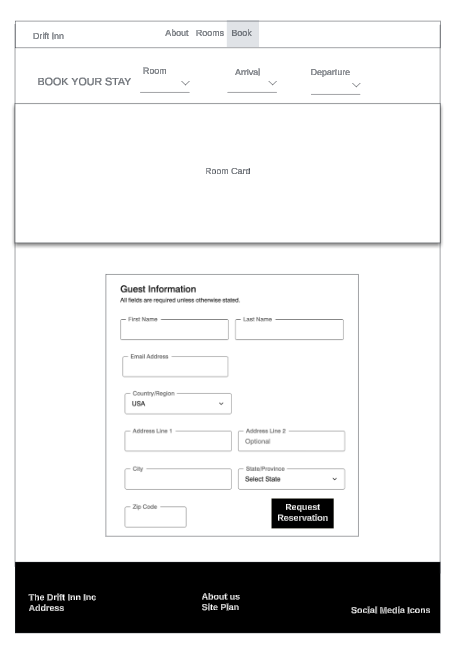 Drift Inn About Rooms Book
BOOK YOUR STAY Room Arrival Departure
Room Card
Guest Information
All fields are required unless otherwise stated.
First Name Last Name
Email Address
Country/Region
USA
Address Line 1 Address Line 2
Optional
City State/Province
Select State
Zip Code
Request
Reservation
The Drift Inn Inc
Address
About us
Site Plan
Social Media Icons